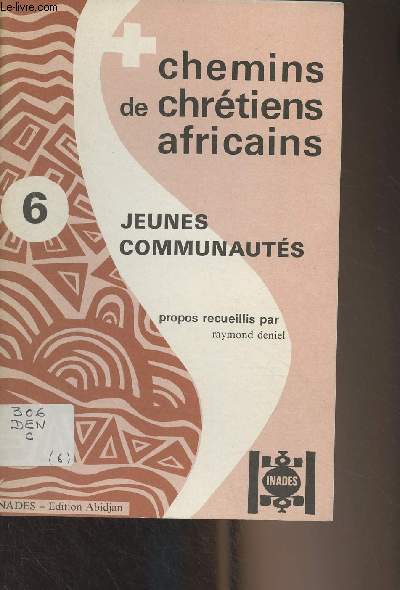 Le-livre.fr
chemins
de chrétiens
africains
6
JEUNES
COMMUNAUTÉS
propos recueillis par
raymond deniel
306
DEN
C
(6)
INADES
INADES - Edition Abidjan